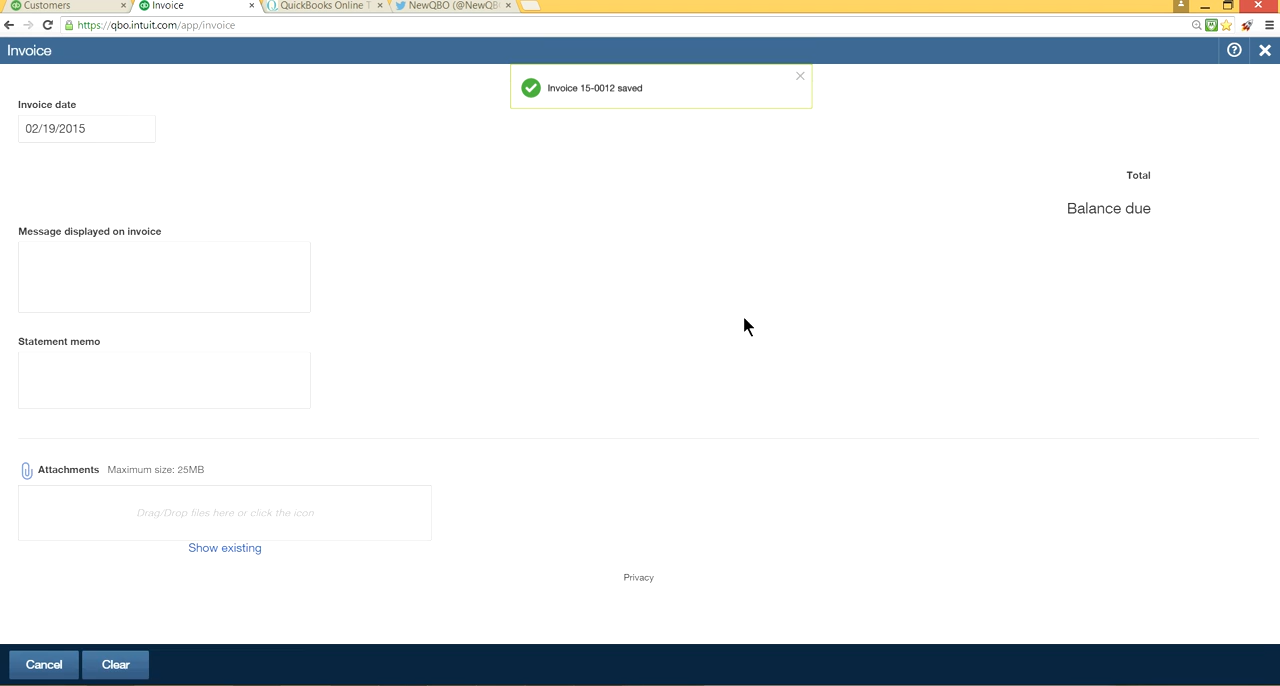 Customers
Invoice
QuickBooks Online T
NewQBO (@NewQB
https://qbo.intuit.com/app/invoice
Invoice
Invoice 15-0012 saved
Invoice date
02/19/2015
Total
Balance due
Message displayed on invoice
Statement memo
Attachments Maximum size: 25MB
Drag/Drop files here or click the icon
Show existing
Privacy
Cancel Clear